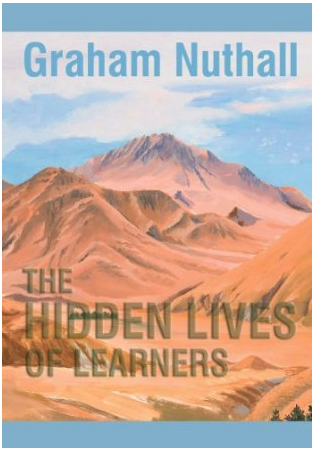 Graham Nuthall
THE
HIDDEN LIVES
OF LEARNERS